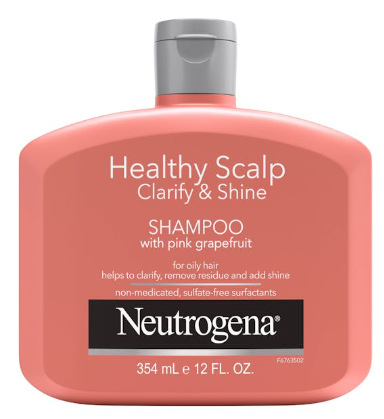 Healthy Scalp
Clarify & Shine
SHAMPOO
with pink grapefruit
for oily hair
helps to clarify, remove residue and add shine
non-medicated, sulfate-free surfactants
Neutrogena®
F6763502
354 mL e 12 FL. OZ.